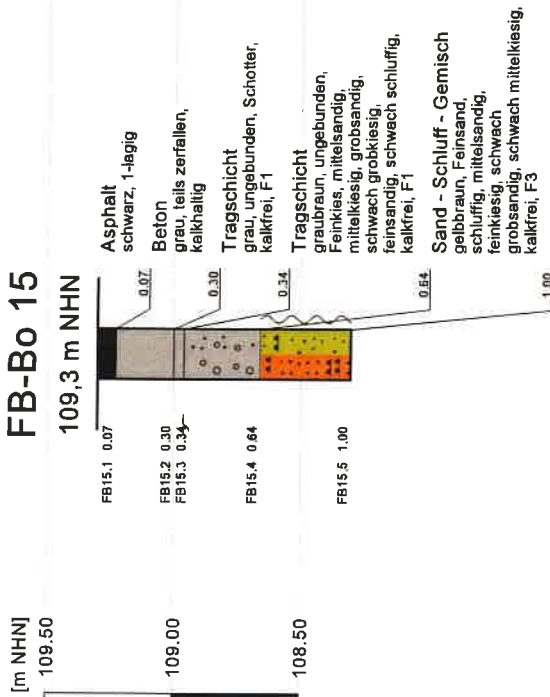 FB-Bo 15
109,3 m NHN
[m NHN]
109.50
109.00
108.50
FB15.1 0.07
FB15.2 0.30
FB15.3 0.34
FB15.4 0.64
FB15.5 1.00
0.07
Asphalt
schwarz, 1-lagig
0.30
Beton
grau, teils zerfallen,
kalkhaltig
0.34
Tragschicht
grau, ungebunden, Schotter,
kalkfrei, F1
0.64
Tragschicht
graubraun, ungebunden,
Feinkies, mittelsandig,
mittelkiesig, grobsandig,
schwach grobkiesig,
feinsandig, schwach schluffig,
kalkfrei, F1
1.00
Sand - Schluff - Gemisch
gelbbraun, Feinsand,
schluffig, mittelsandig,
feinkiesig, schwach
grobsandig, schwach mittelkiesig,
kalkfrei, F3